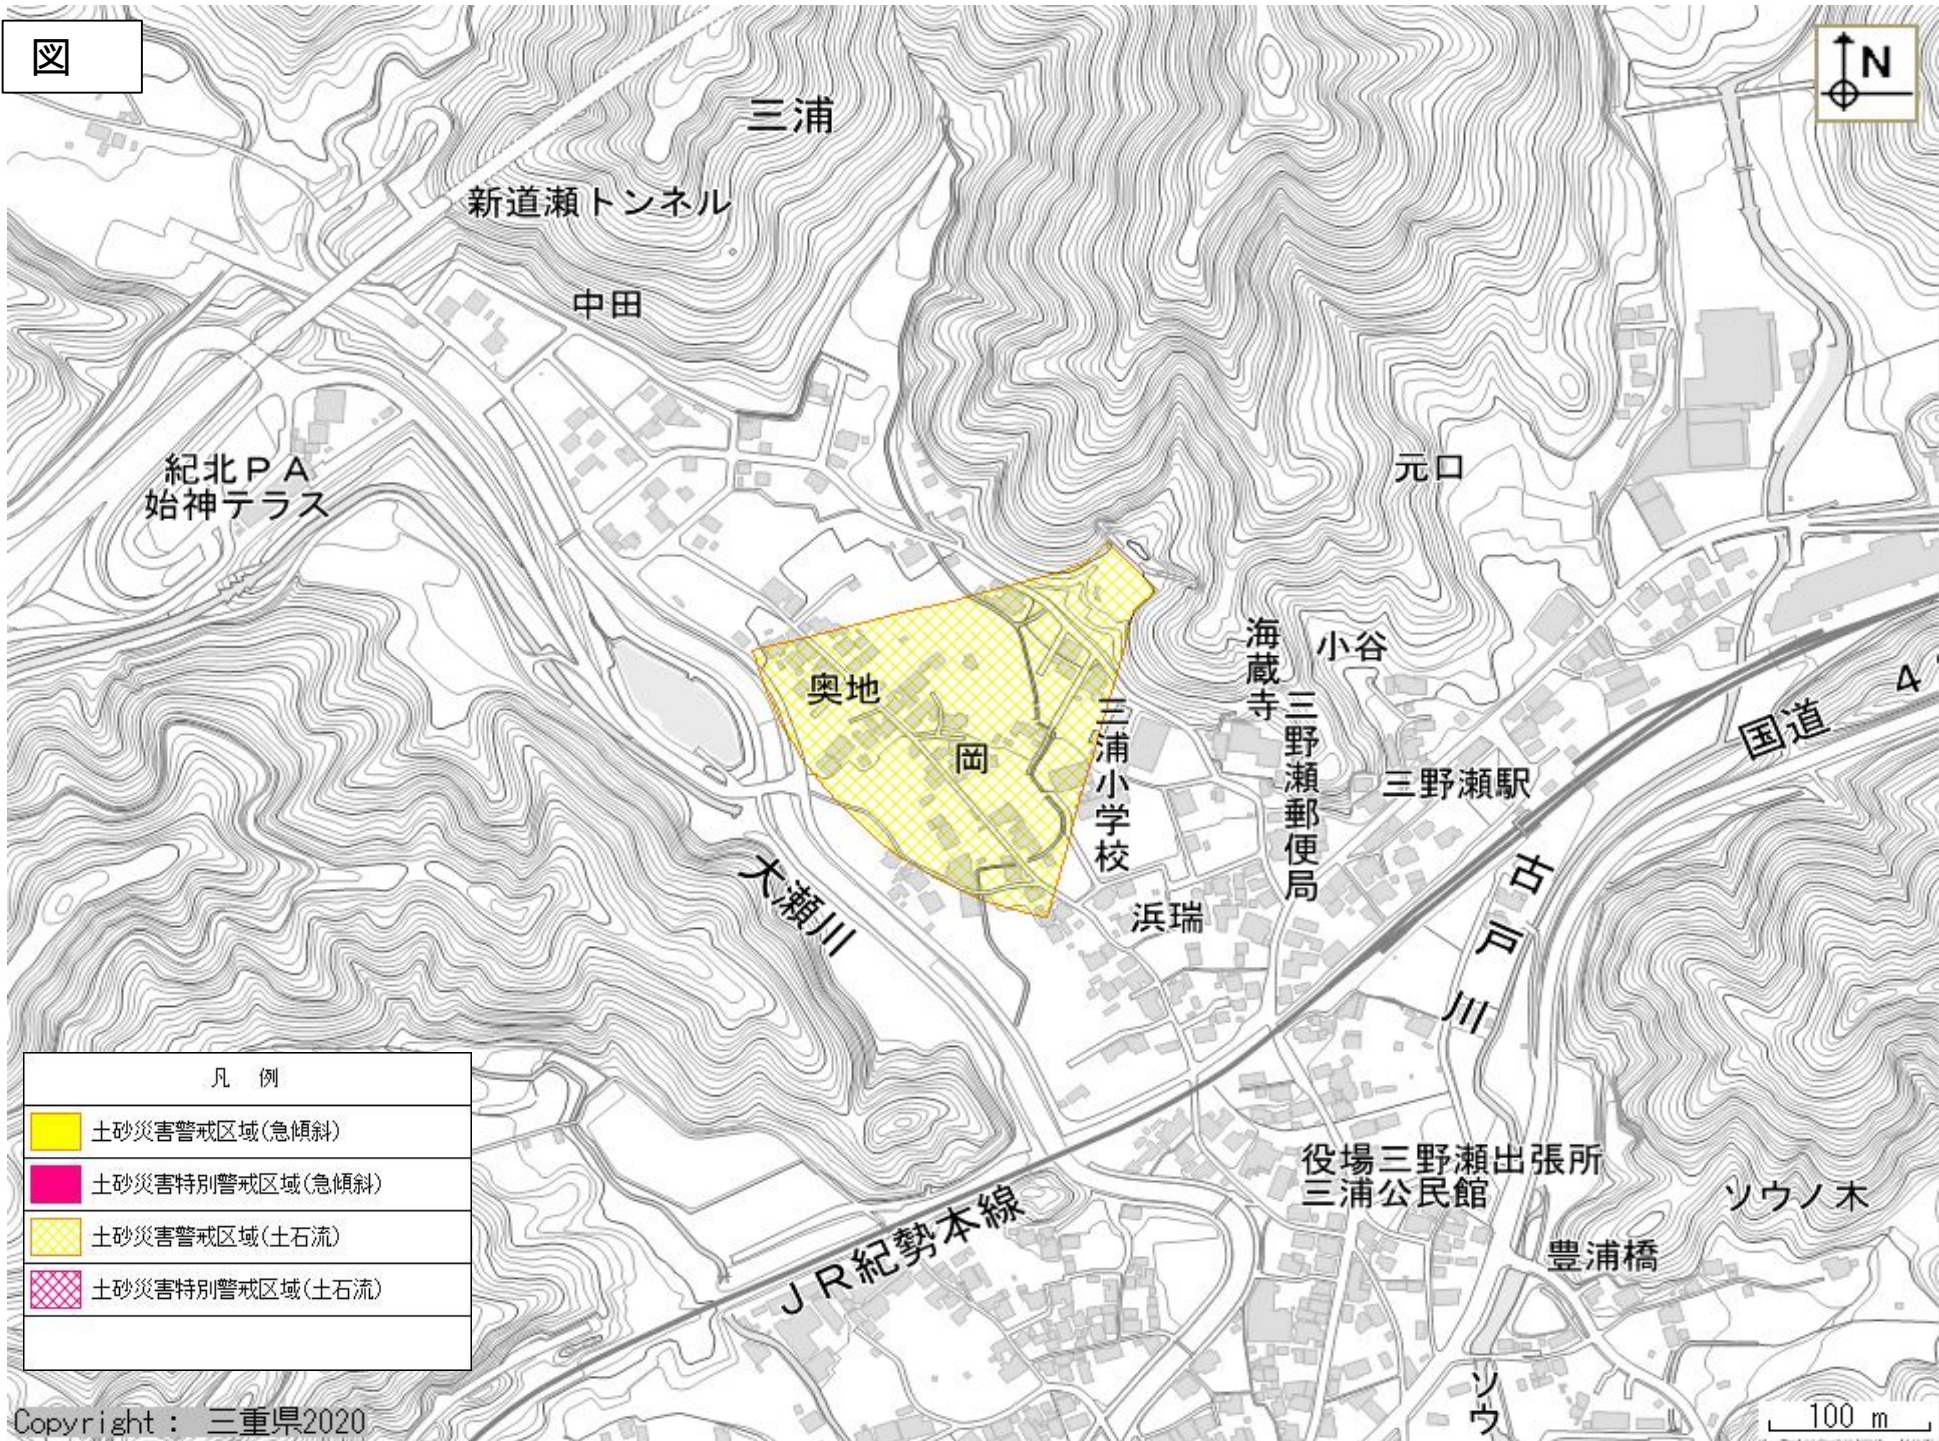 図
N
三浦
新道瀬トンネル
中田
紀北PA
始神テラス
元口
海蔵寺
小谷
奥地
三浦小学校
三野瀬郵便局
岡
三野瀬駅
国道
4
大瀬川
浜瑞
古戸川
凡 例
土砂災害警戒区域(急傾斜)
土砂災害特別警戒区域(急傾斜)
土砂災害警戒区域(土石流)
土砂災害特別警戒区域(土石流)
役場三野瀬出張所
三浦公民館
ソウノ木
JR紀勢本線
豊浦橋
ソウ
Copyright : 三重県2020
100 m